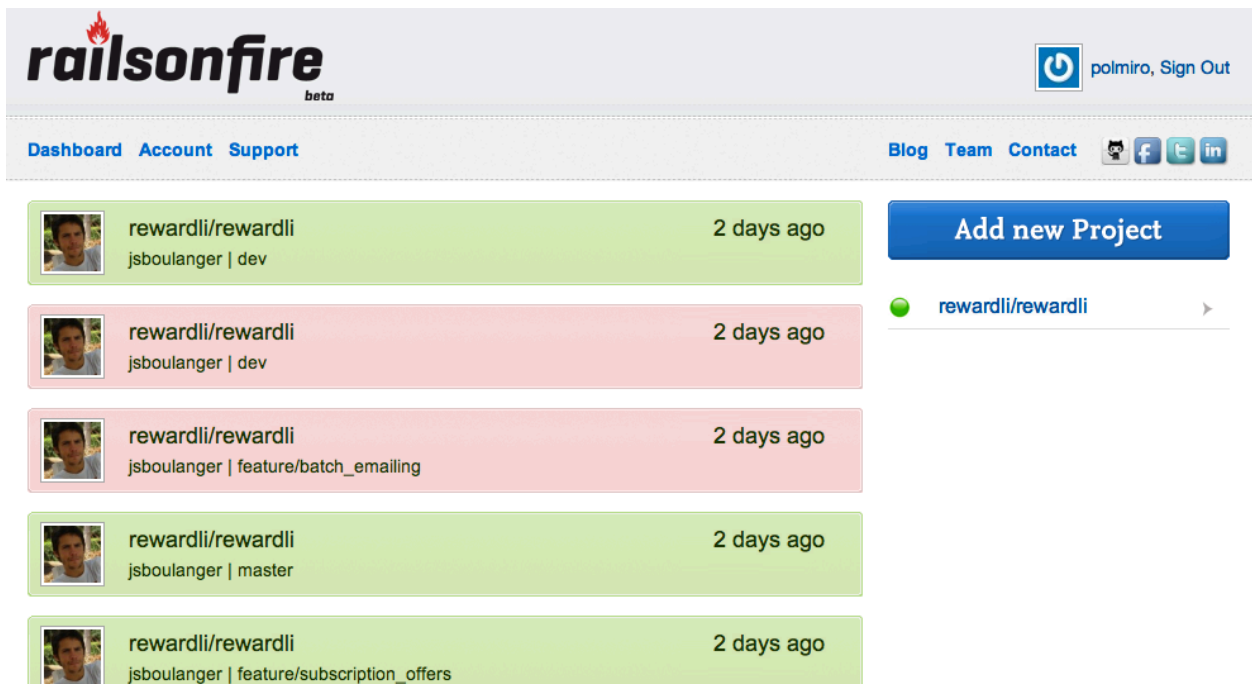 railsonfire
beta
polmiro, Sign Out
Dashboard Account Support
Blog Team Contact
rewardli/rewardli 2 days ago
jsboulanger | dev
rewardli/rewardli 2 days ago
jsboulanger | dev
rewardli/rewardli 2 days ago
jsboulanger | feature/batch_emailing
rewardli/rewardli 2 days ago
jsboulanger | master
rewardli/rewardli 2 days ago
jsboulanger | feature/subscription_offers
Add new Project
rewardli/rewardli